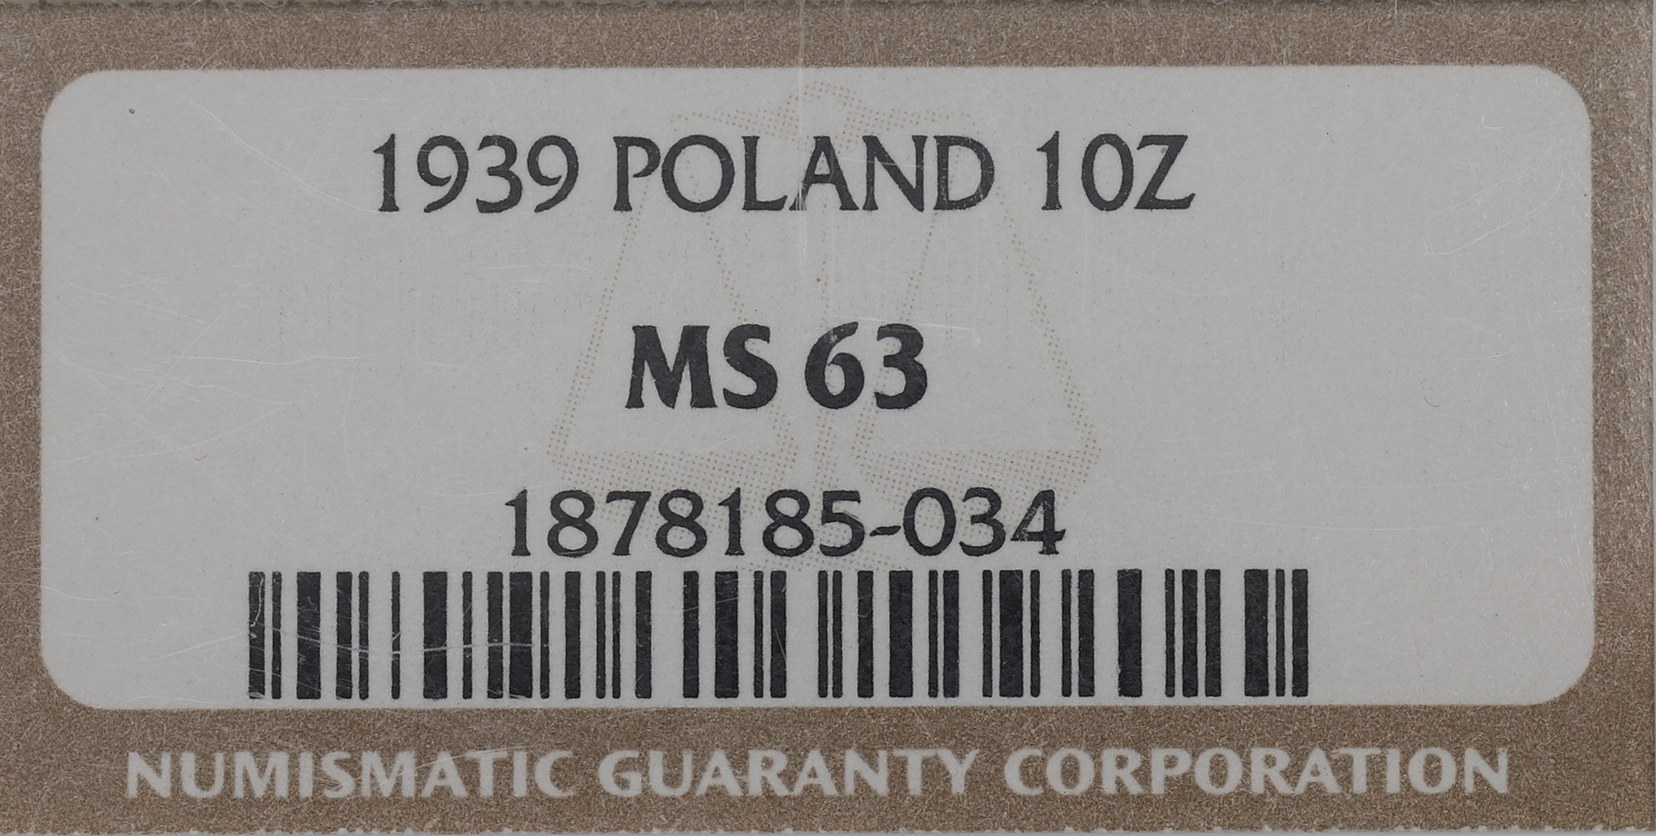 1939 POLAND 10Z
MS 63
1878185-034
NUMISMATIC GUARANTY CORPORATION